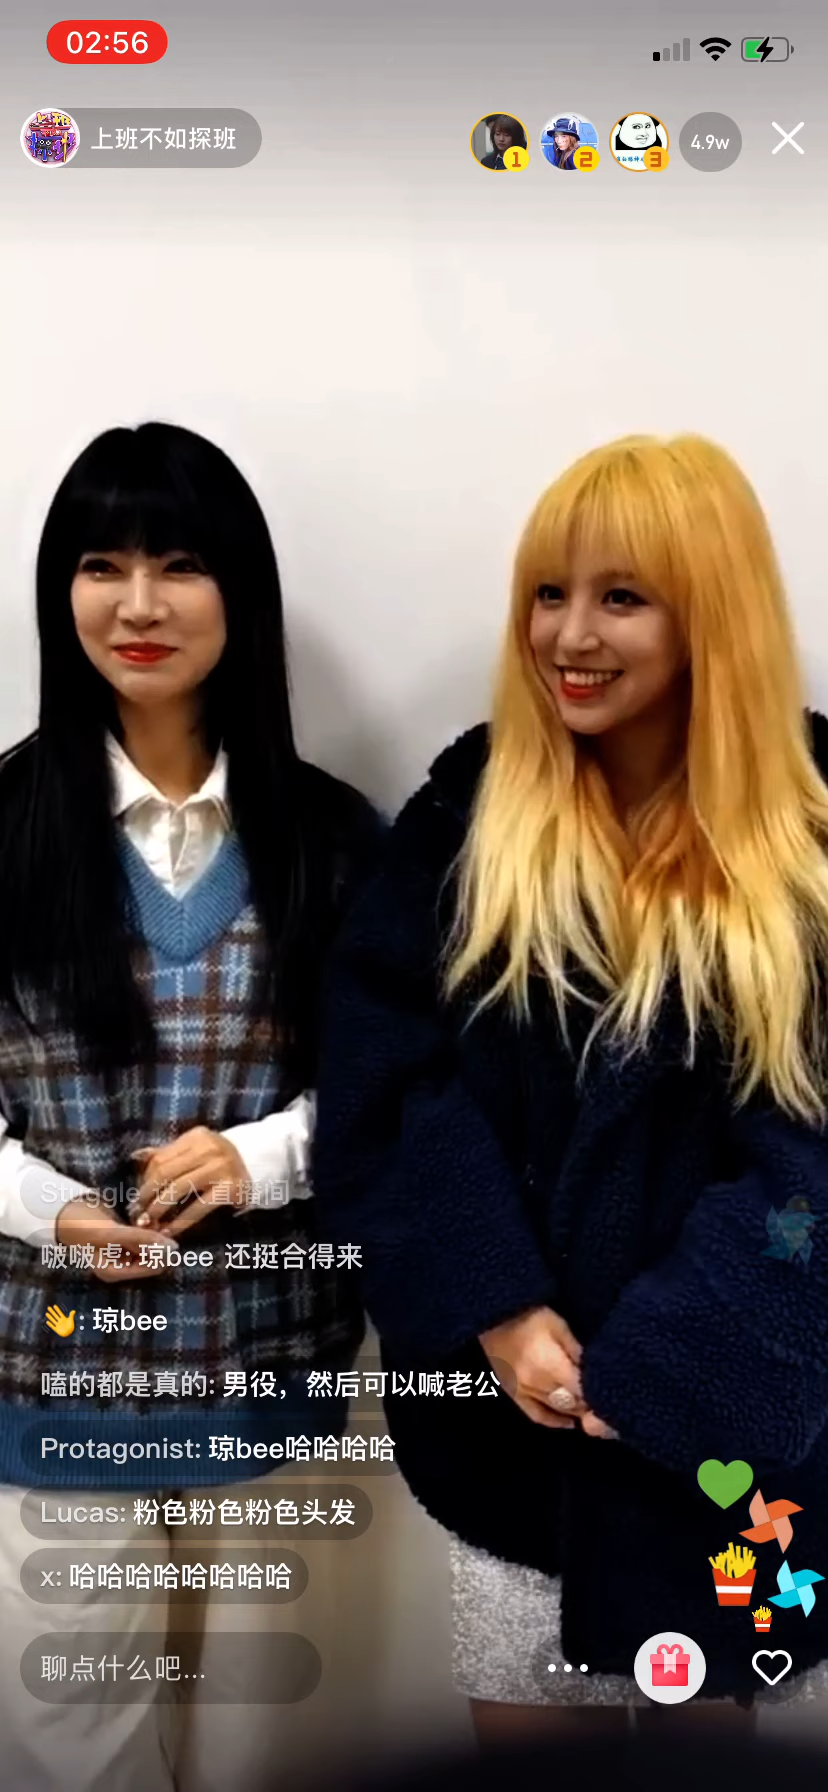 02:56
上班不如探班
1
2
3
4.9w
Stuggle 进入直播间
啵啵虎: 琼bee 还挺合得来
👋: 琼bee
嗑的都是真的: 男役，然后可以喊老公
Protagonist: 琼bee哈哈哈哈
Lucas: 粉色粉色粉色头发
x: 哈哈哈哈哈哈哈哈
聊点什么吧...